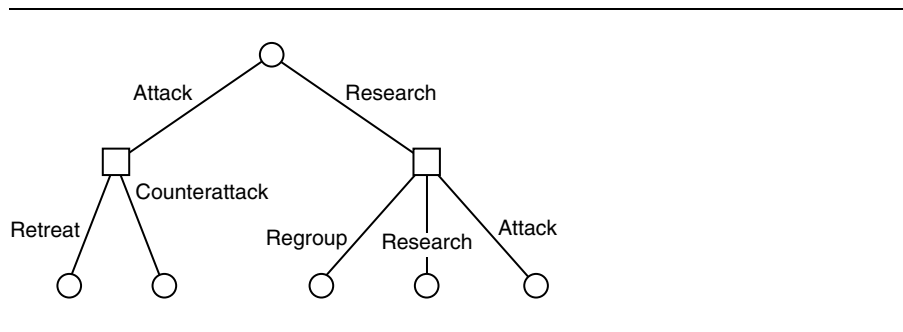 Attack
Research
Counterattack
Retreat
Regroup
Research
Attack